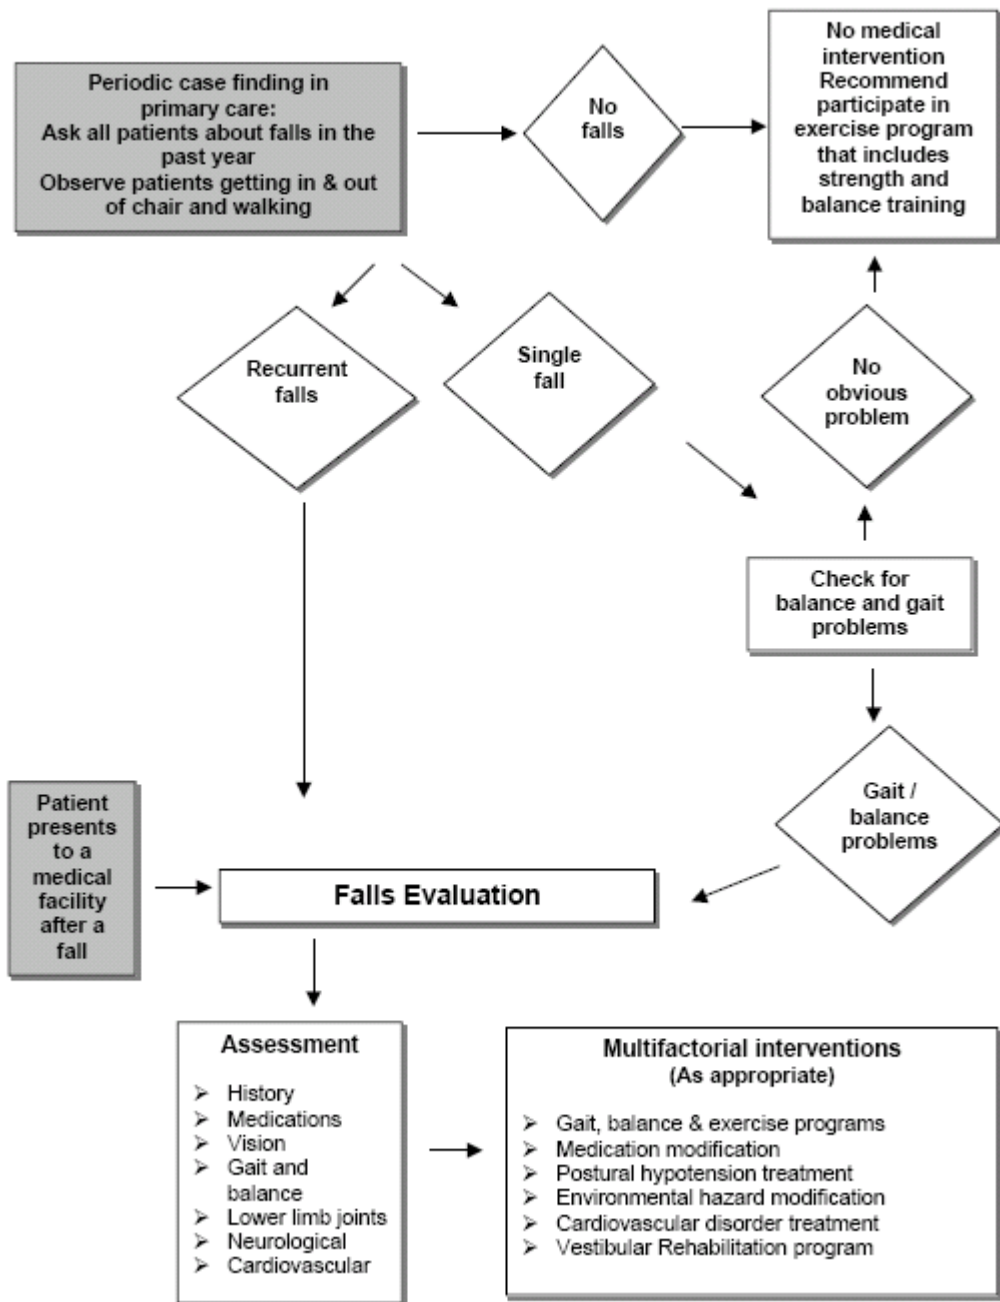 Periodic case finding in
primary care:
Ask all patients about falls in the
past year
Observe patients getting in & out
of chair and walking
No
falls
No medical
intervention
Recommend
participate in
exercise program
that includes
strength and
balance training
Recurrent
falls
Single
fall
No
obvious
problem
Check for
balance and gait
problems
Gait /
balance
problems
Patient
presents
to a
medical
facility
after a
fall
Falls Evaluation
Assessment
➢ History
➢ Medications
➢ Vision
➢ Gait and
balance
➢ Lower limb joints
➢ Neurological
➢ Cardiovascular
Multifactorial interventions
(As appropriate)
➢ Gait, balance & exercise programs
➢ Medication modification
➢ Postural hypotension treatment
➢ Environmental hazard modification
➢ Cardiovascular disorder treatment
➢ Vestibular Rehabilitation program